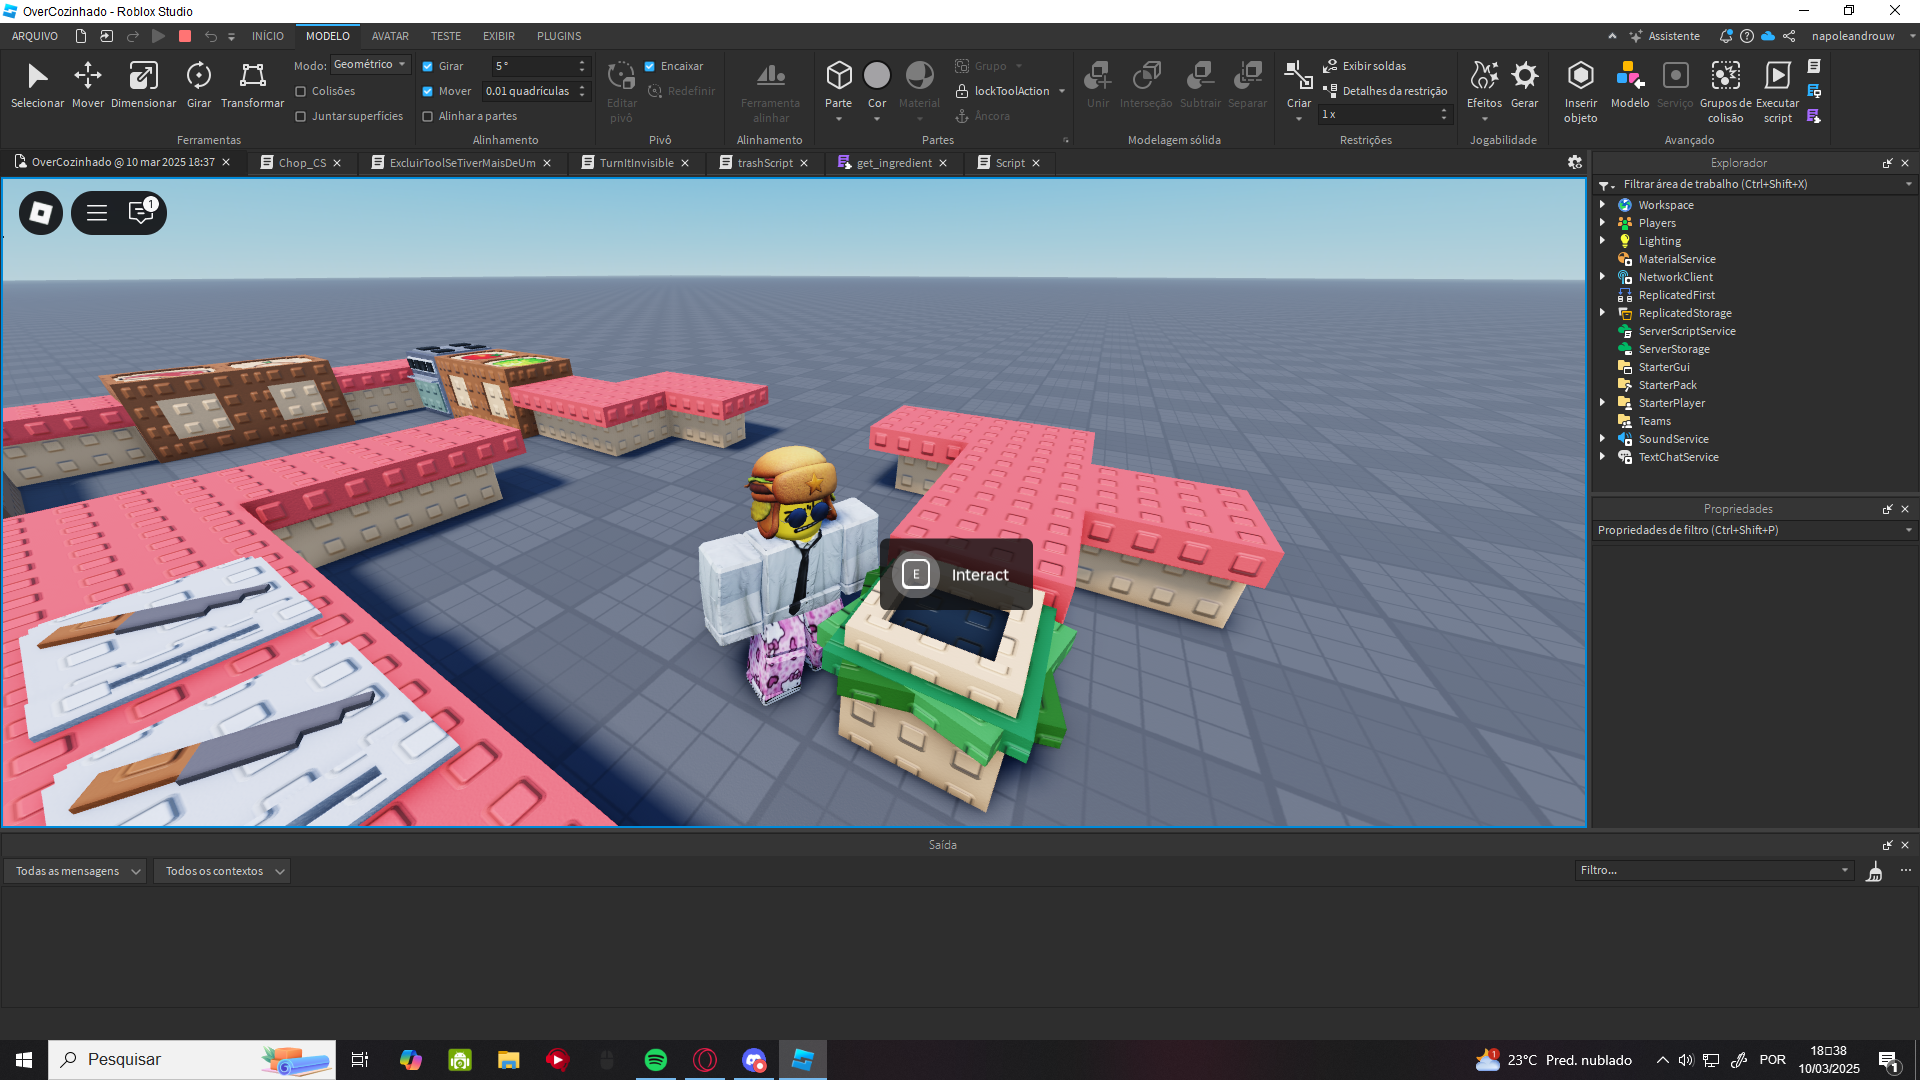 OverCozinhado - Roblox Studio
ARQUIVO INÍCIO MODELO AVATAR TESTE EXIBIR PLUGINS Assistente napoleandrouw
Modo: Geométrico Girar 5° Encaixar Grupo Exibir soldas
Colisões Mover 0.01 quadrículas Redefinir lockToolAction Detalhes da restrição
Juntar superfícies Alinhar a partes Âncora 1 x
Selecionar Mover Dimensionar Girar Transformar Editar pivô Ferramenta alinhar Parte Cor Material Unir Interseção Subtrair Separar Criar Efeitos Gerar Inserir objeto Modelo Serviço Grupos de colisão Executar script
Ferramentas Alinhamento Pivô Alinhamento Partes Modelagem sólida Restrições Jogabilidade Avançado
OverCozinhado @ 10 mar 2025 18:37 Chop_CS ExcluirToolSeTiverMaisDeUm TurnItInvisible trashScript get_ingredient Script
1
E Interact
Explorador
Filtrar área de trabalho (Ctrl+Shift+X)
Workspace
Players
Lighting
MaterialService
NetworkClient
ReplicatedFirst
ReplicatedStorage
ServerScriptService
ServerStorage
StarterGui
StarterPack
StarterPlayer
Teams
SoundService
TextChatService
Propriedades
Propriedades de filtro (Ctrl+Shift+P)
Saída
Todas as mensagens Todos os contextos Filtro...
Pesquisar 1 23°C Pred. nublado POR 18:38
10/03/2025 1